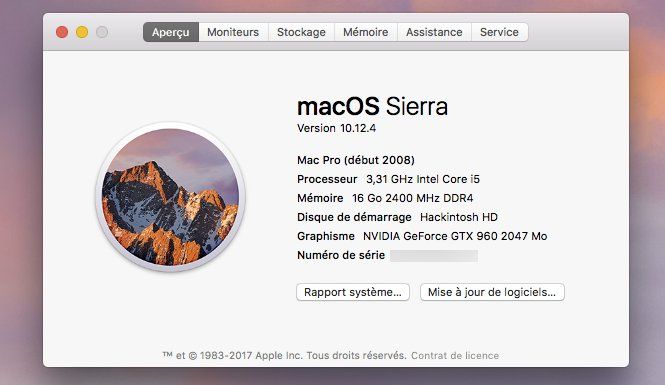 Aperçu Moniteurs Stockage Mémoire Assistance Service
macOS Sierra
Version 10.12.4
Mac Pro (début 2008)
Processeur 3,31 GHz Intel Core i5
Mémoire 16 Go 2400 MHz DDR4
Disque de démarrage Hackintosh HD
Graphisme NVIDIA GeForce GTX 960 2047 Mo
Numéro de série
Rapport système... Mise à jour de logiciels...
™ et © 1983-2017 Apple Inc. Tous droits réservés. Contrat de licence